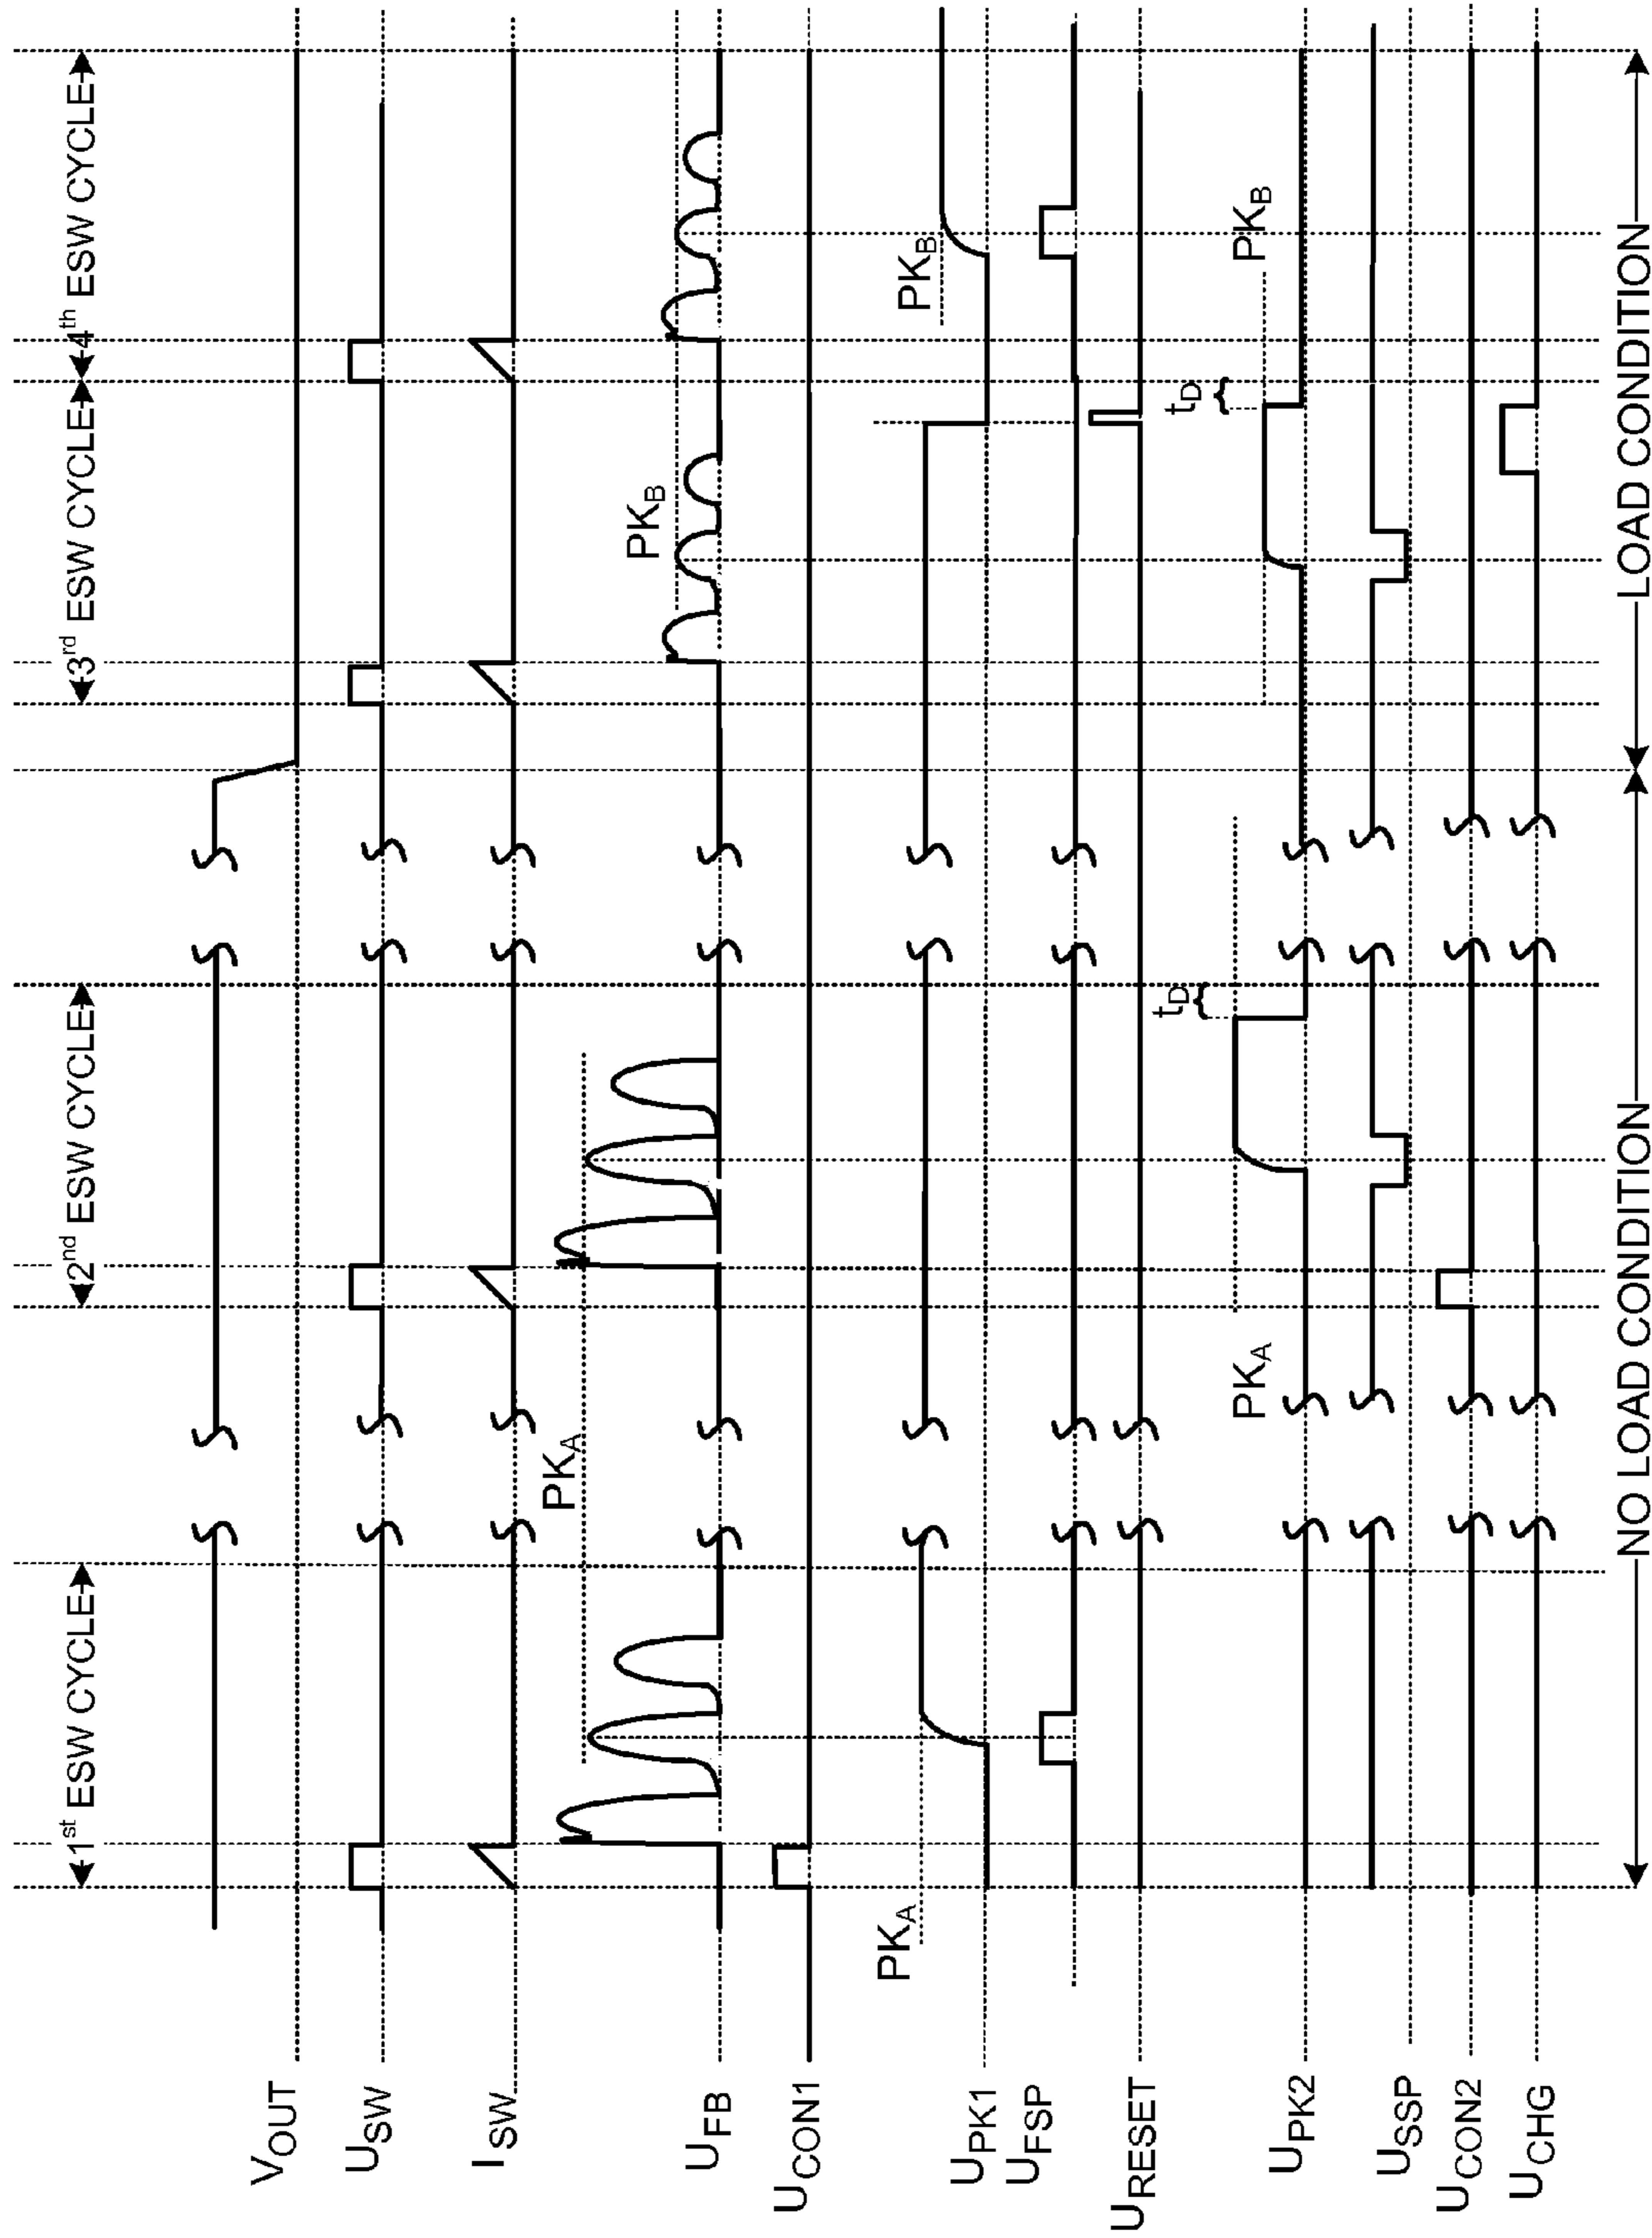 1st ESW CYCLE
2nd ESW CYCLE
3rd ESW CYCLE
4th ESW CYCLE
VOUT
USW
ISW
PKA
PKB
UFB
UCON1
PKA
PKB
UPK1
UFSP
URESET
tD
tD
PKA
PKB
UPK2
USSP
UCON2
UCHG
NO LOAD CONDITION
LOAD CONDITION